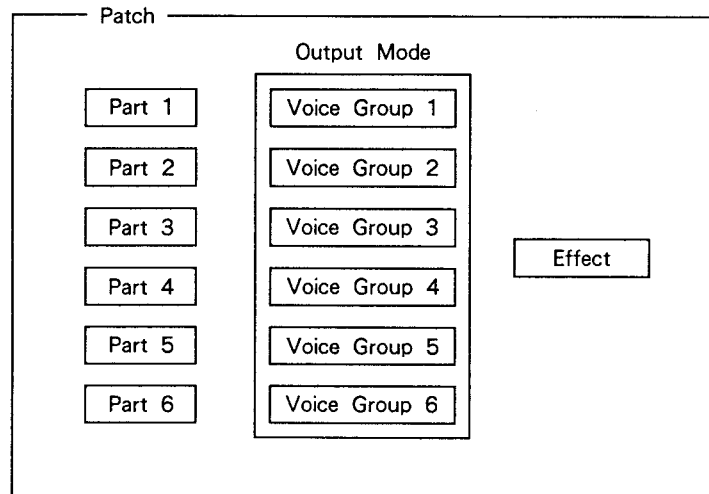 Patch
Output Mode
Part 1
Voice Group 1
Part 2
Voice Group 2
Part 3
Voice Group 3
Effect
Part 4
Voice Group 4
Part 5
Voice Group 5
Part 6
Voice Group 6